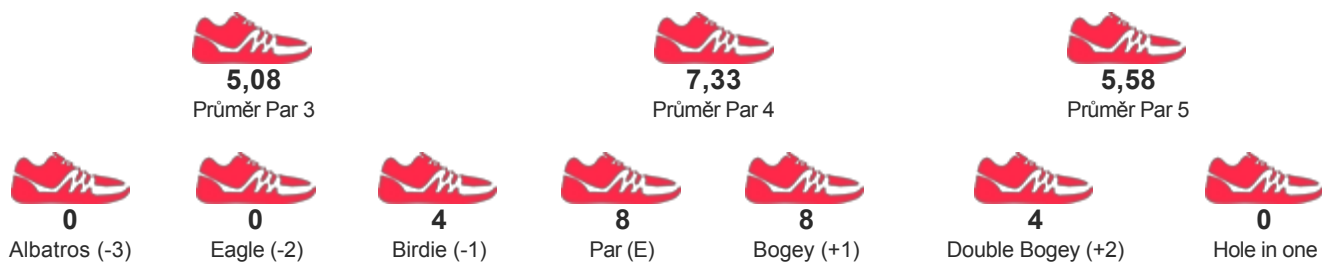 5,08 7,33 5,58
Průměr Par 3 Průměr Par 4 Průměr Par 5
0 0 4 8 8 4 0
Albatros (-3) Eagle (-2) Birdie (-1) Par (E) Bogey (+1) Double Bogey (+2) Hole in one